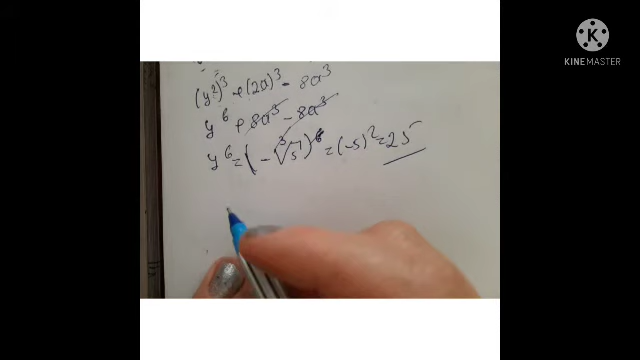 (y²)³ + (2a)³ - 8a³
y⁶ + 8a³ - 8a³
y⁶ = (-∛5)⁶ = (-5)² = 25
KINEMASTER